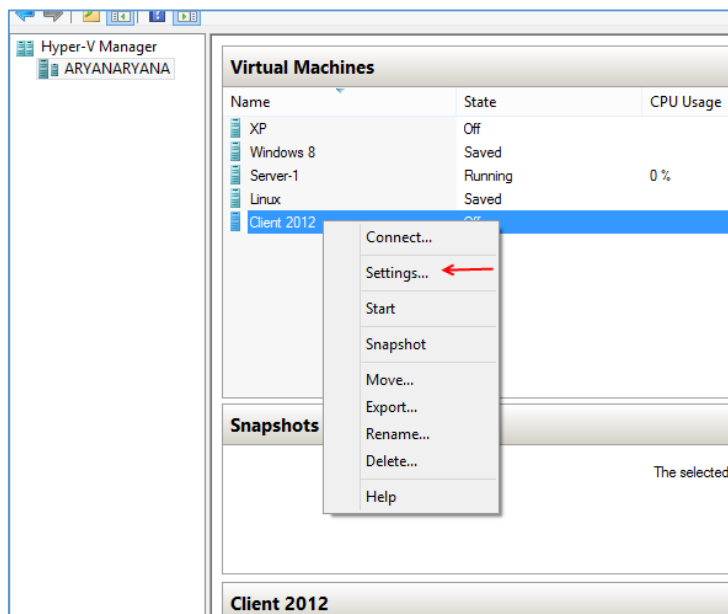 Hyper-V Manager
ARYANARYANA
Virtual Machines
Name State CPU Usage
XP Off
Windows 8 Saved
Server-1 Running 0 %
Linux Saved
Client 2012 Off
Connect...
Settings...
Start
Snapshot
Move...
Export...
Rename...
Delete...
Help
Snapshots
The selected
Client 2012